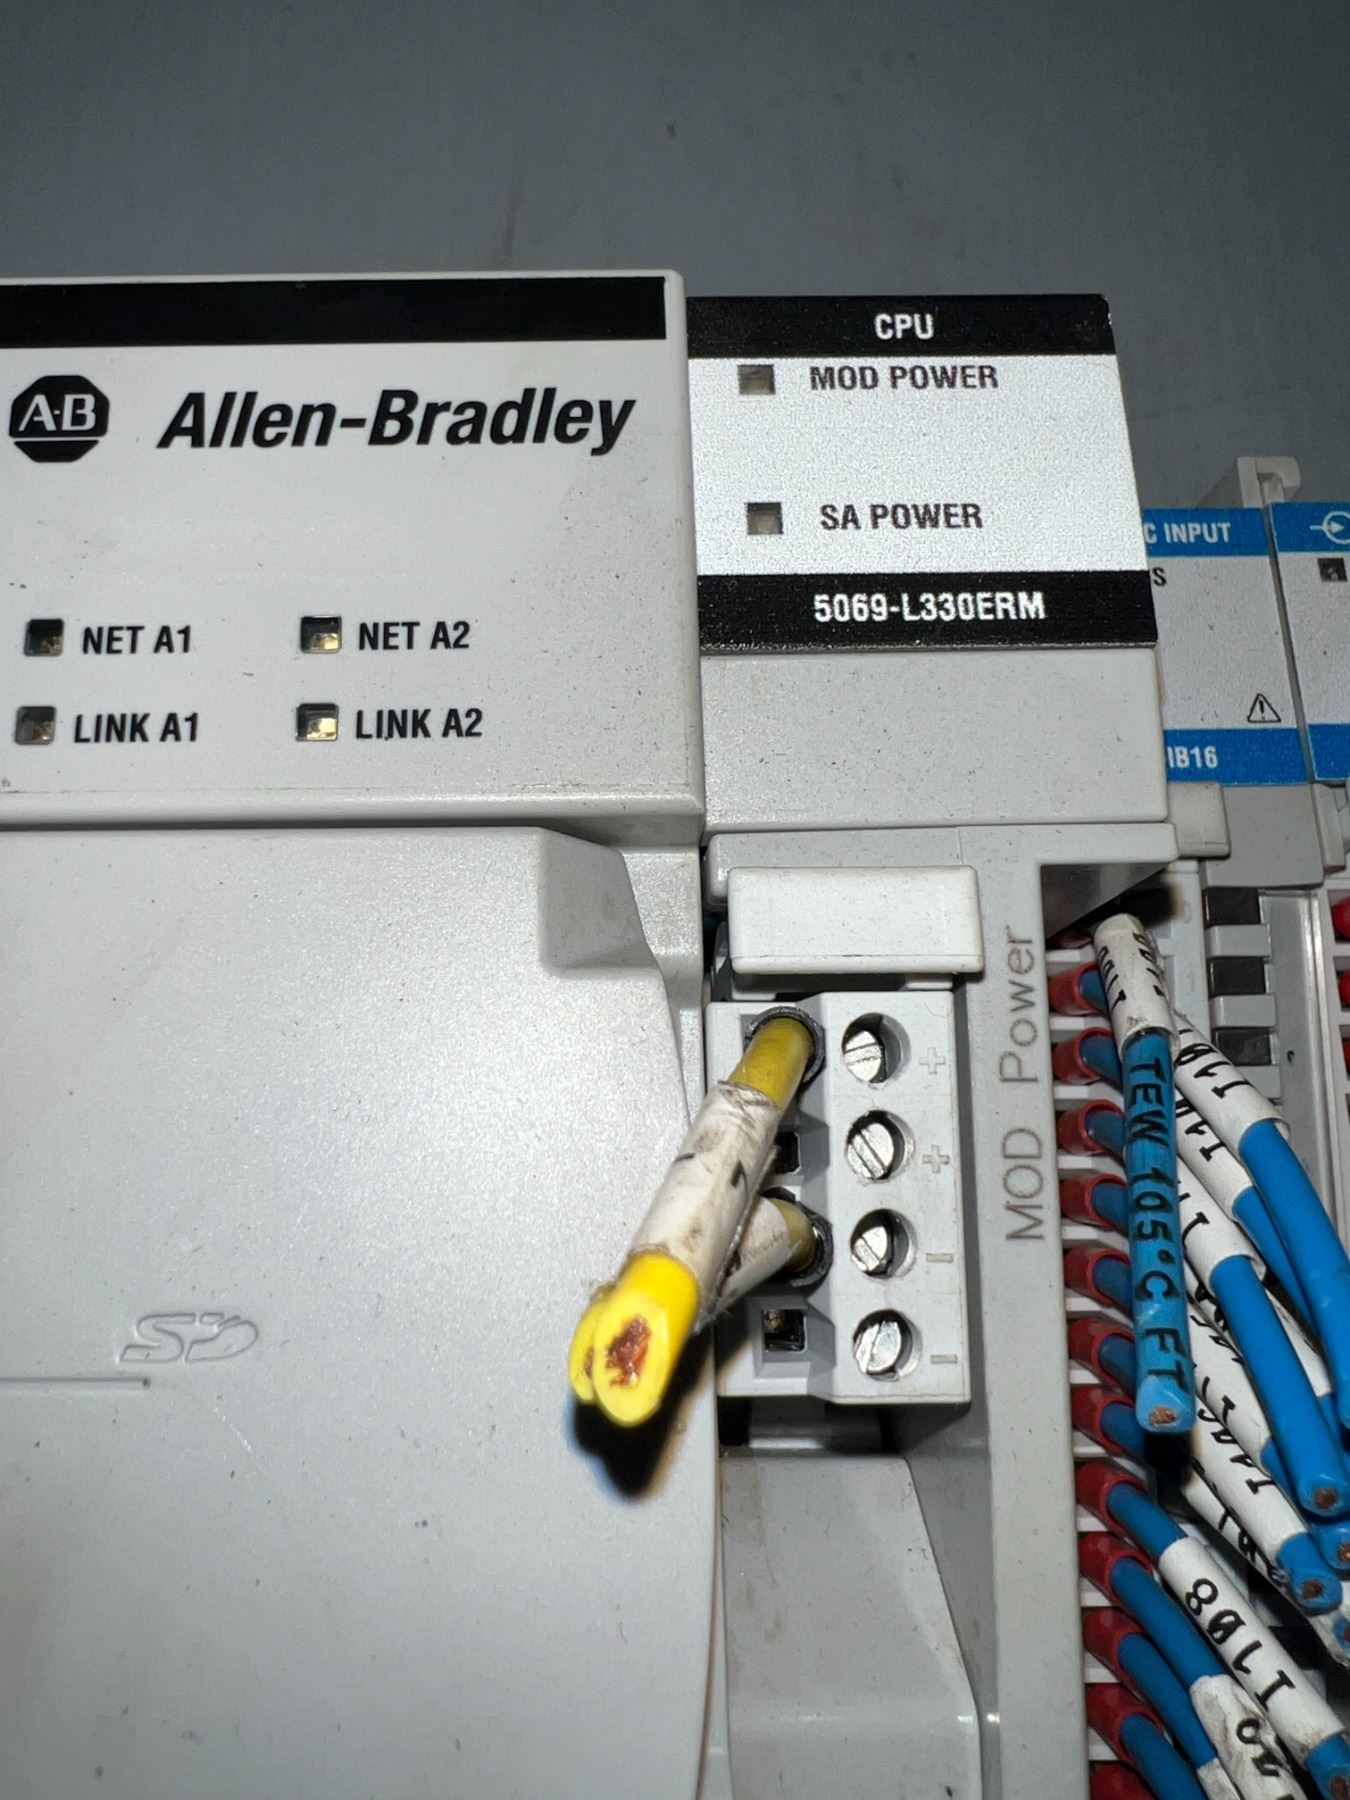 A·B
Allen-Bradley
NET A1
NET A2
LINK A1
LINK A2
CPU
MOD POWER
SA POWER
5069-L330ERM
C INPUT
S
IB16
MOD Power
+
+
−
−
SD
TEW 105°C FT
I108